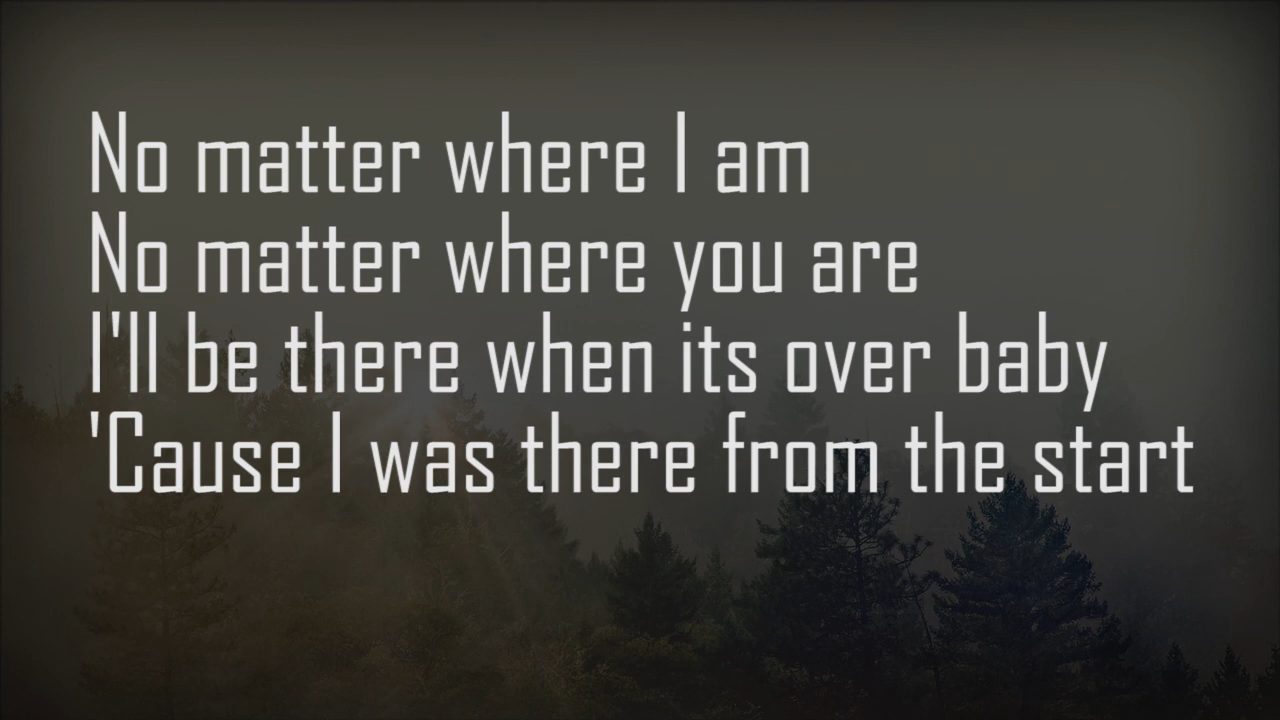 No matter where I am
No matter where you are
I'll be there when its over baby
'Cause I was there from the start